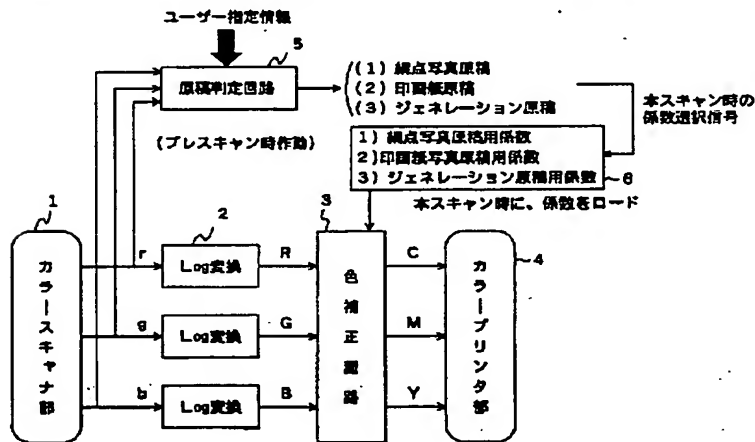 ユーザー指定情報
5
原稿判定回路
(1) 網点写真原稿
(2) 印画紙原稿
(3) ジェネレーション原稿
本スキャン時の
係数選択信号
(プレスキャン時作動)
1) 網点写真原稿用係数
2) 印画紙写真原稿用係数
3) ジェネレーション原稿用係数
6
本スキャン時に、係数をロード
1
2
3
4
カラースキャナ部
r
Log変換
R
g
Log変換
G
b
Log変換
B
色補正回路
C
M
Y
カラープリンタ部